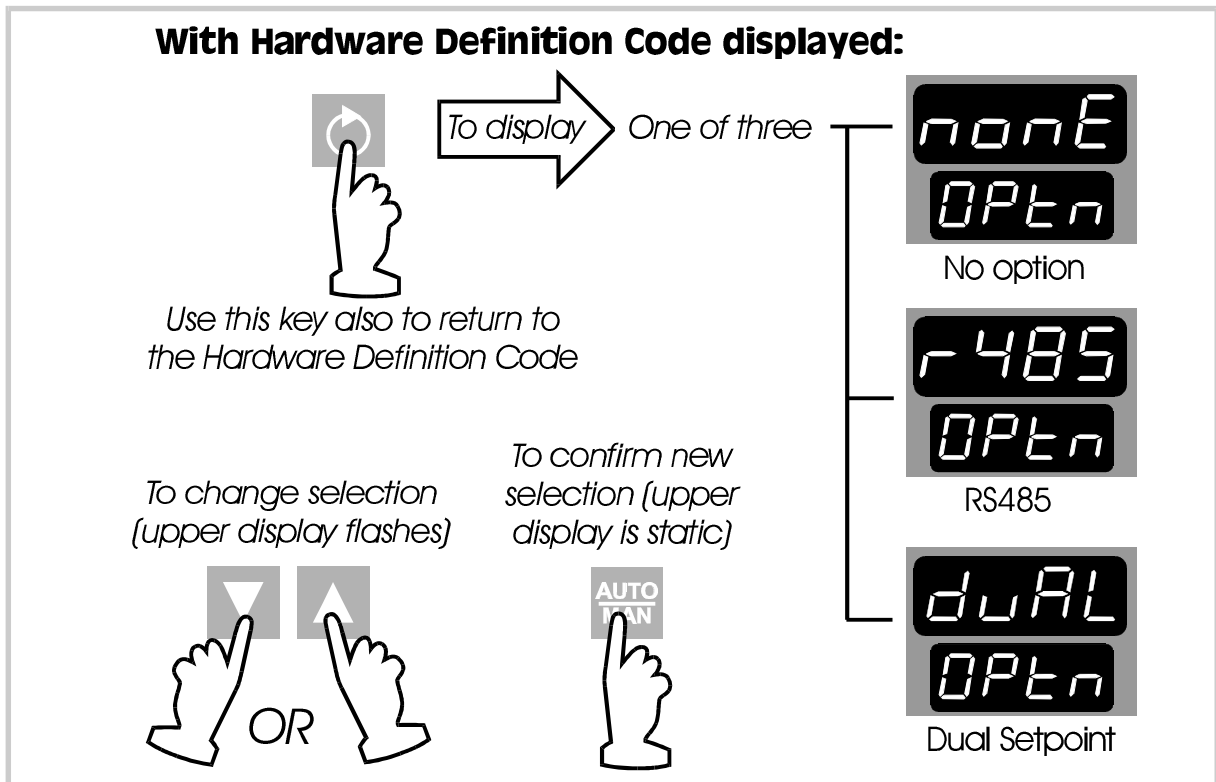 With Hardware Definition Code displayed:
To display
One of three
nonE
OPtn
No option
Use this key also to return to
the Hardware Definition Code
r485
OPtn
RS485
To change selection
(upper display flashes)
To confirm new
selection (upper
display is static)
AUTO
MAN
OR
duAL
OPtn
Dual Setpoint